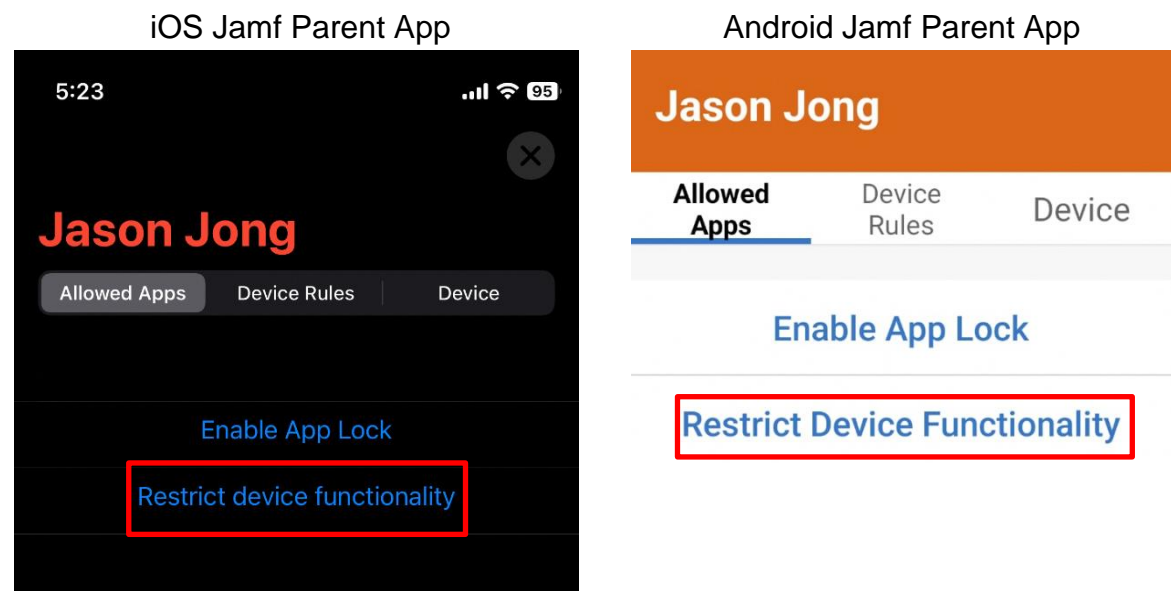 iOS Jamf Parent App
5:23
95
Jason Jong
Allowed Apps Device Rules Device
Enable App Lock
Restrict device functionality
Android Jamf Parent App
Jason Jong
Allowed
Apps
Device
Rules
Device
Enable App Lock
Restrict Device Functionality